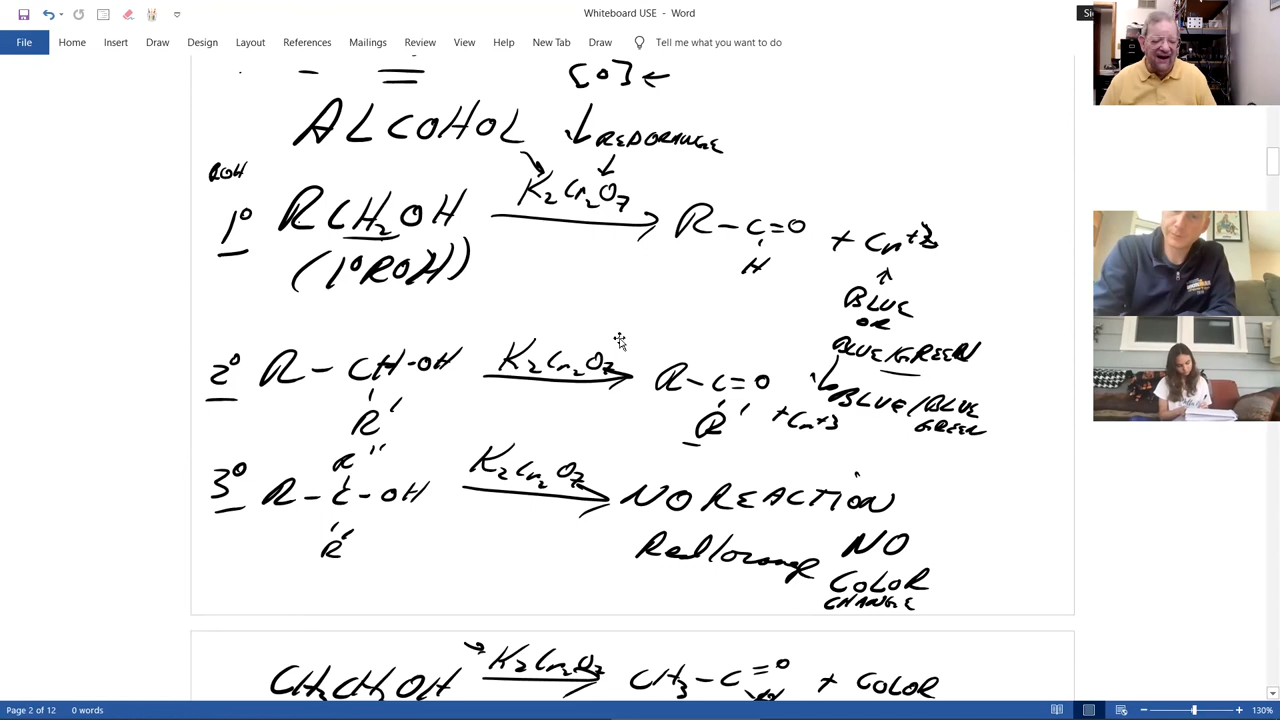 Whiteboard USE - Word
File Home Insert Draw Design Layout References Mailings Review View Help New Tab Draw Tell me what you want to do
[O] ←
ALCOHOL ↓ RED ORANGE
ROH
1° RCH2OH K2Cr2O7 → R-C=O + Cr+3
H
(1° ROH)
BLUE
OR
BLUE/GREEN
2° R-CH-OH K2Cr2O7 → R-C=O
R' R' + Cr+3
BLUE/BLUE
GREEN
R''
3° R-C-OH K2Cr2O7 → NO REACTION
R'
Red/orange NO
COLOR
CHANGE
CH3CH2OH K2Cr2O7 → CH3-C=O + COLOR
Page 2 of 12 0 words 130%